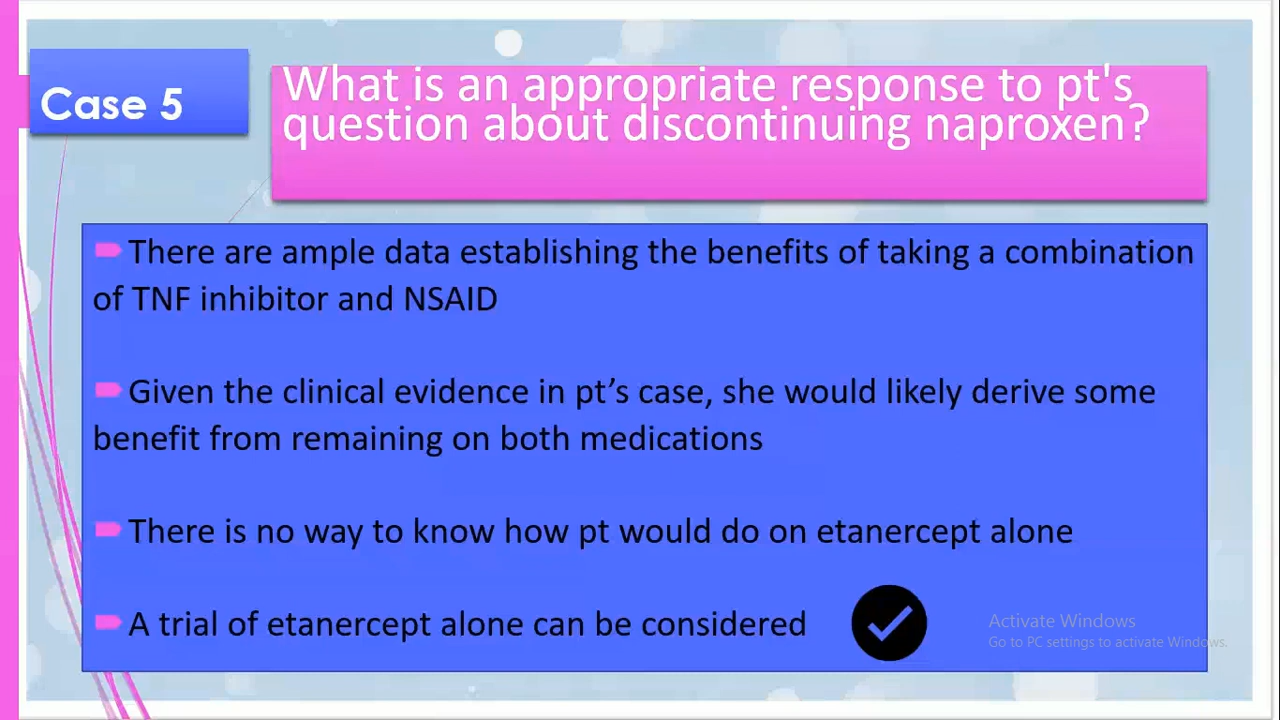 Case 5
What is an appropriate response to pt's
question about discontinuing naproxen?
There are ample data establishing the benefits of taking a combination
of TNF inhibitor and NSAID
Given the clinical evidence in pt’s case, she would likely derive some
benefit from remaining on both medications
There is no way to know how pt would do on etanercept alone
A trial of etanercept alone can be considered
Activate Windows
Go to PC settings to activate Windows.